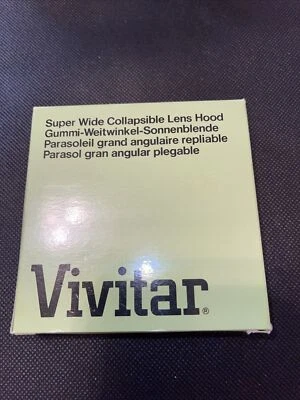 Super Wide Collapsible Lens Hood
Gummi-Weitwinkel-Sonnenblende
Parasoleil grand angulaire repliable
Parasol gran angular plegable
Vivitar®